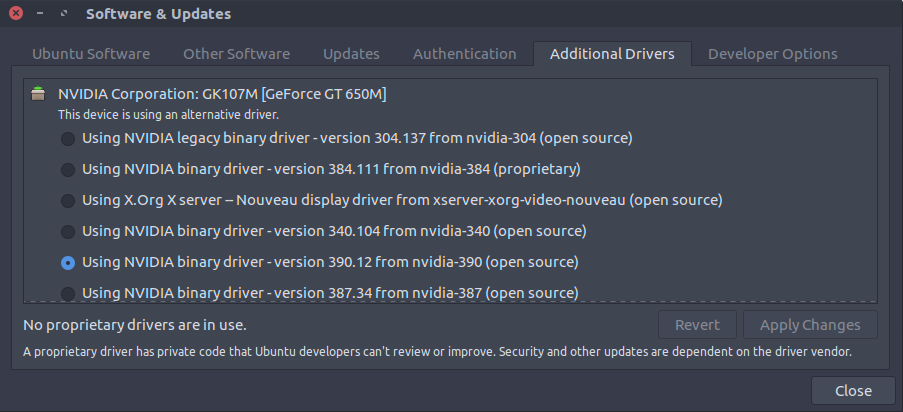 Software & Updates
Ubuntu Software Other Software Updates Authentication Additional Drivers Developer Options
NVIDIA Corporation: GK107M [GeForce GT 650M]
This device is using an alternative driver.
Using NVIDIA legacy binary driver - version 304.137 from nvidia-304 (open source)
Using NVIDIA binary driver - version 384.111 from nvidia-384 (proprietary)
Using X.Org X server – Nouveau display driver from xserver-xorg-video-nouveau (open source)
Using NVIDIA binary driver - version 340.104 from nvidia-340 (open source)
Using NVIDIA binary driver - version 390.12 from nvidia-390 (open source)
Using NVIDIA binary driver - version 387.34 from nvidia-387 (open source)
No proprietary drivers are in use. Revert Apply Changes
A proprietary driver has private code that Ubuntu developers can't review or improve. Security and other updates are dependent on the driver vendor.
Close